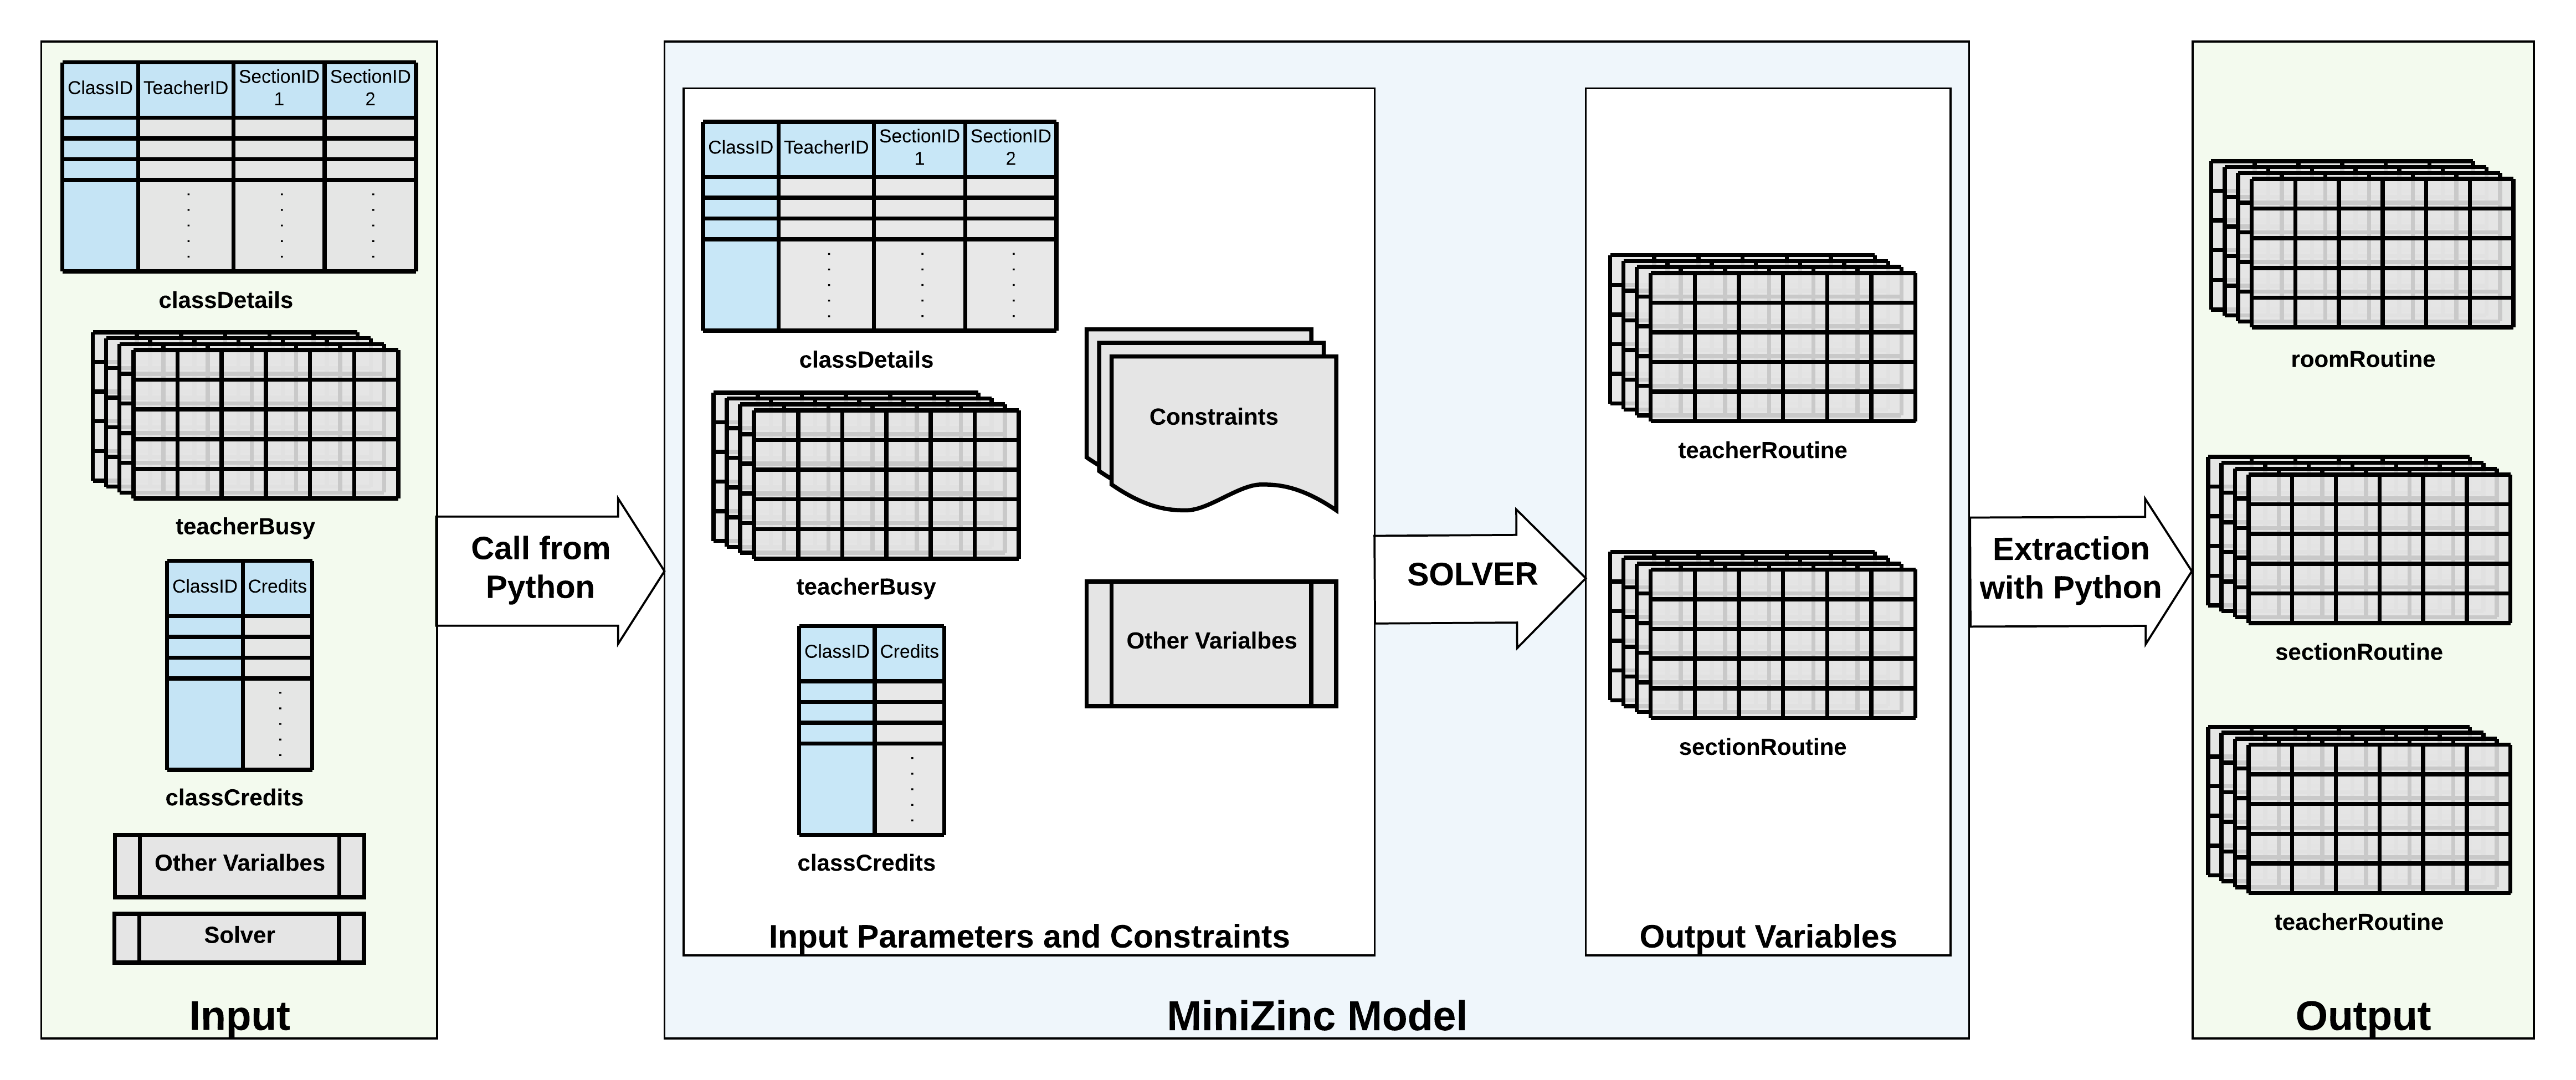 ClassID TeacherID SectionID 1 SectionID 2
classDetails
teacherBusy
ClassID Credits
classCredits
Other Varialbes
Solver
Input
Call from
Python
ClassID TeacherID SectionID 1 SectionID 2
classDetails
teacherBusy
ClassID Credits
classCredits
Constraints
Other Varialbes
Input Parameters and Constraints
SOLVER
teacherRoutine
sectionRoutine
Output Variables
MiniZinc Model
Extraction
with Python
roomRoutine
sectionRoutine
teacherRoutine
Output